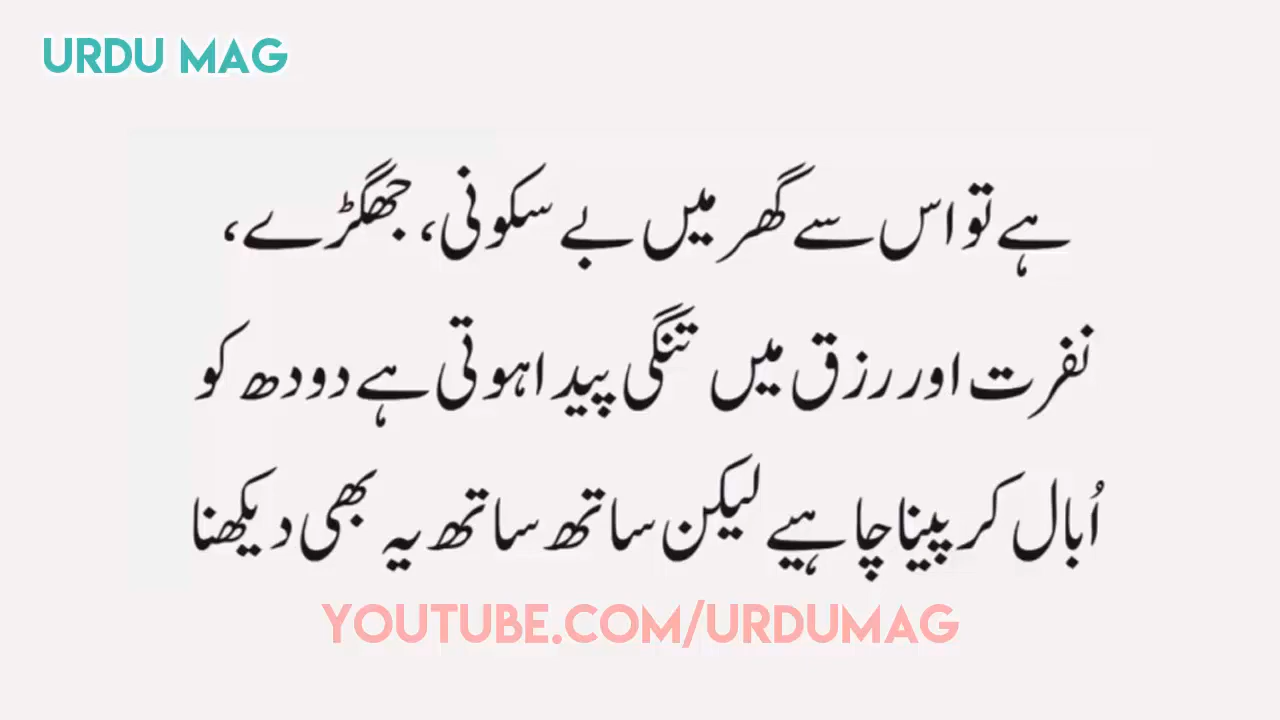 URDU MAG
ہے تو اس سے گھر میں بے سکونی، جھگڑے،
نفرت اور رزق میں تنگی پیدا ہوتی ہے دودھ کو
اُبال کر پینا چاہیے لیکن ساتھ ساتھ یہ بھی دیکھنا
YOUTUBE.COM/URDUMAG